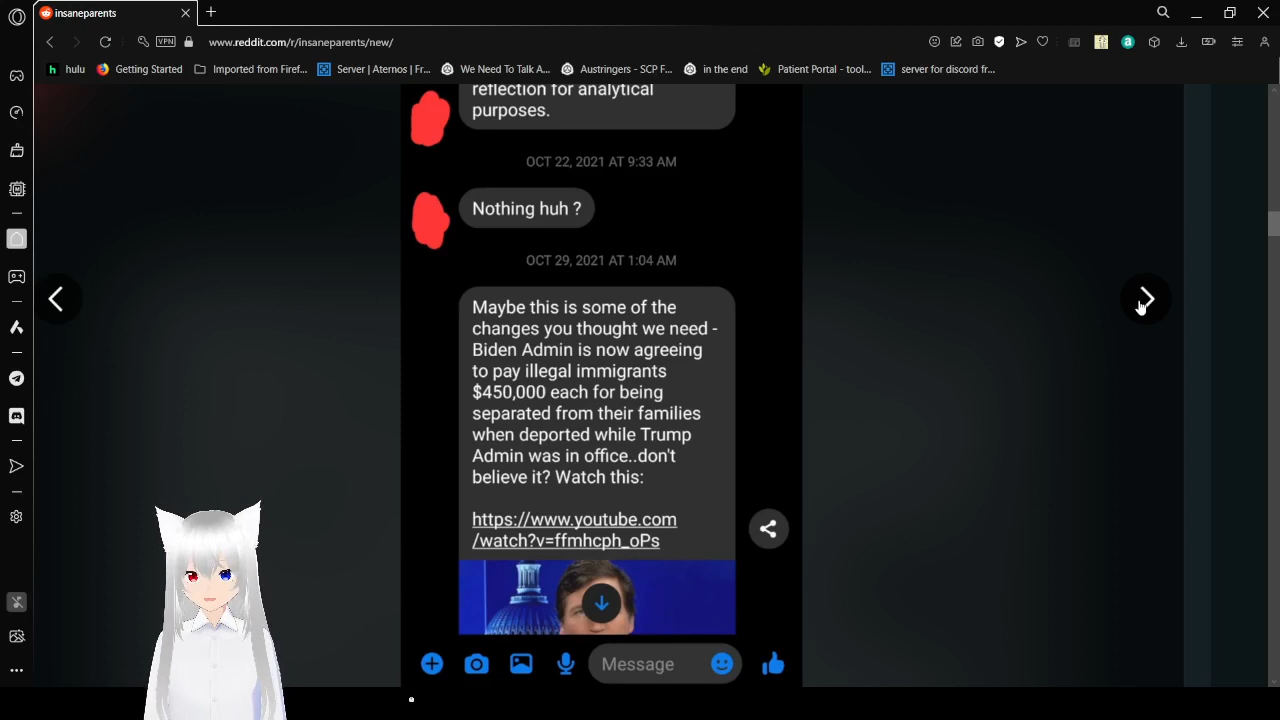 insaneparents
VPN
www.reddit.com/r/insaneparents/new/
hulu
Getting Started
Imported from Firef...
Server | Aternos | Fr...
We Need To Talk A...
Austringers - SCP F...
in the end
Patient Portal - tool...
server for discord fr...
reflection for analytical
purposes.
OCT 22, 2021 AT 9:33 AM
Nothing huh ?
OCT 29, 2021 AT 1:04 AM
Maybe this is some of the
changes you thought we need -
Biden Admin is now agreeing
to pay illegal immigrants
$450,000 each for being
separated from their families
when deported while Trump
Admin was in office..don't
believe it? Watch this:
https://www.youtube.com
/watch?v=ffmhcph_oPs
Message